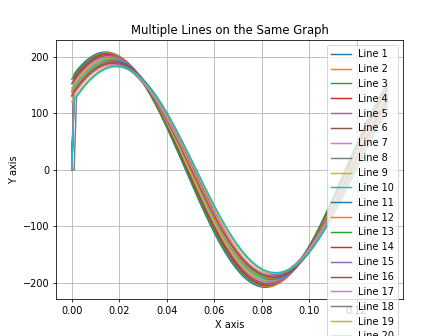 Multiple Lines on the Same Graph
Y axis
200
100
0
−100
−200
0.00
0.02
0.04
0.06
0.08
0.10
X axis
Line 1
Line 2
Line 3
Line 4
Line 5
Line 6
Line 7
Line 8
Line 9
Line 10
Line 11
Line 12
Line 13
Line 14
Line 15
Line 16
Line 17
Line 18
Line 19
Line 20